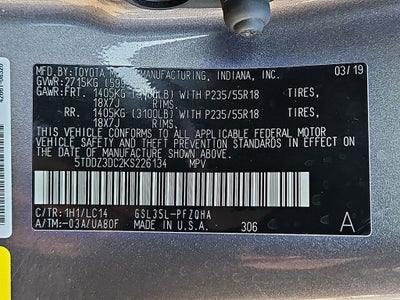 MFD.BY:TOYOTA MANUFACTURING, INDIANA, INC. 03/19
GVWR:2715KG
GAWR:FRT. 1405KG WITH P235/55R18 TIRES,
18X7J RIMS.
RR. 1405KG (3100LB) WITH P235/55R18 TIRES,
18X7J RIMS.
THIS VEHICLE CONFORMS TO ALL APPLICABLE FEDERAL MOTOR
VEHICLE SAFETY AND THEFT PREVENTION STANDARDS IN
EFFECT ON THE DATE OF MANUFACTURE SHOWN ABOVE.
5TDDZ3DC2KS226134 MPV
C/TR:1H1/LC14 GSL35L-PFZQHA
A/TM:-03A/UA80F MADE IN U.S.A. 306 A